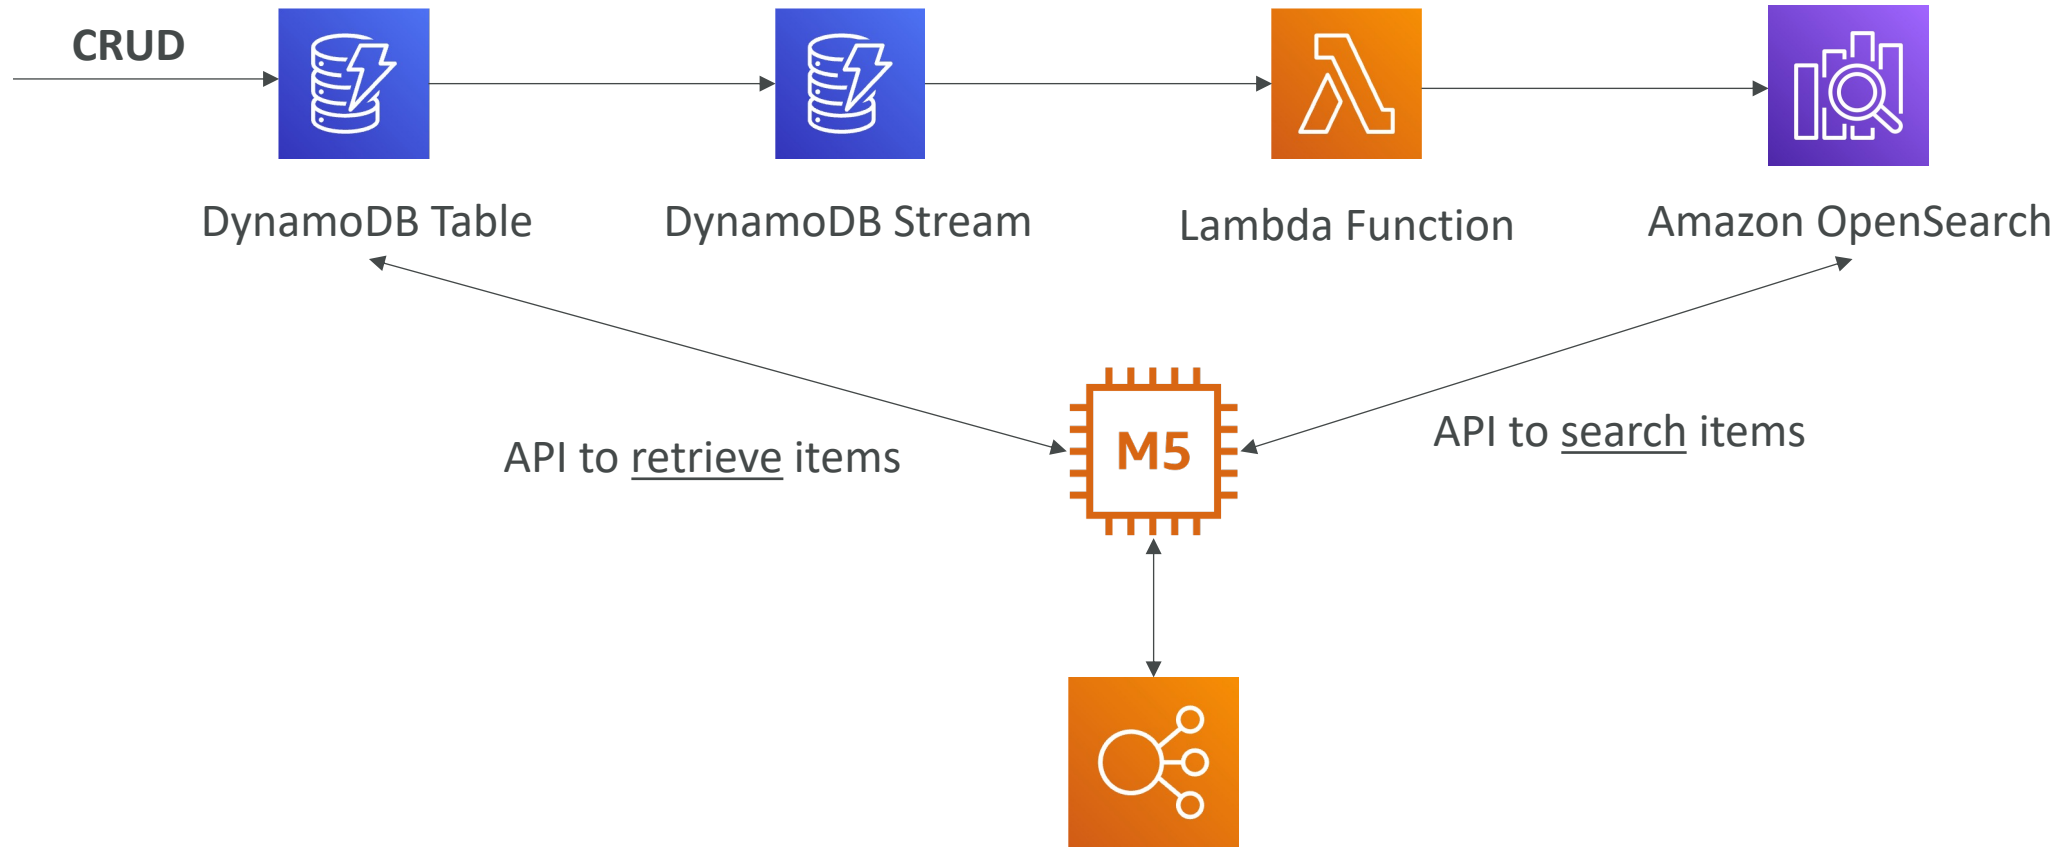 CRUD
DynamoDB Table
DynamoDB Stream
Lambda Function
Amazon OpenSearch
API to retrieve items
API to search items
M5